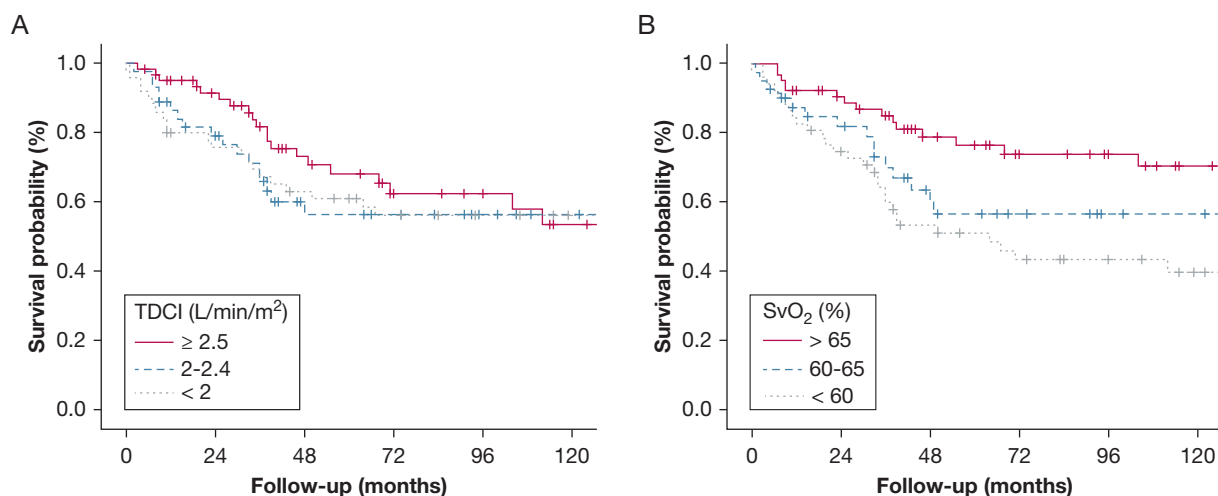 A
Survival probability (%)
1.0
0.8
0.6
0.4
0.2
0.0
TDCI (L/min/m²)
≥ 2.5
2-2.4
< 2
0 24 48 72 96 120
Follow-up (months)
B
Survival probability (%)
1.0
0.8
0.6
0.4
0.2
0.0
SvO₂ (%)
> 65
60-65
< 60
0 24 48 72 96 120
Follow-up (months)